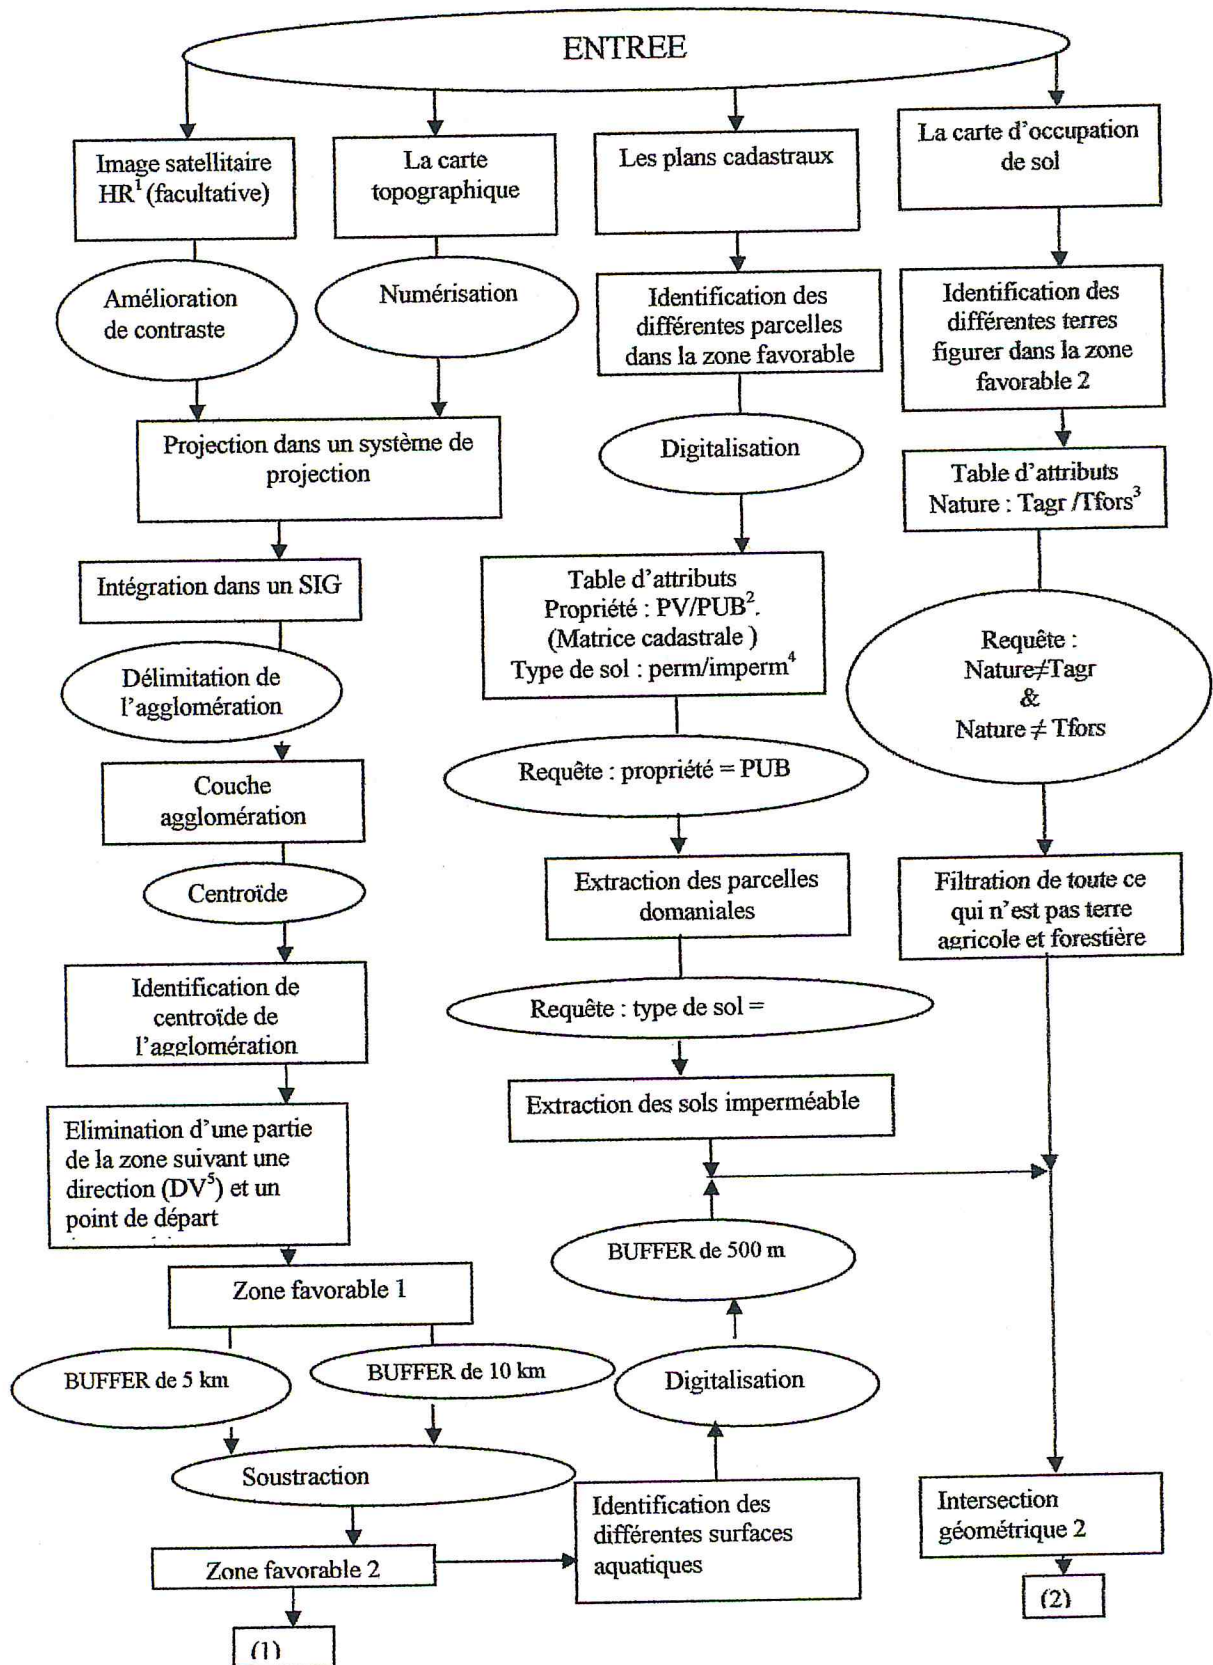 ENTREE
Image satellitaire
HR¹ (facultative)
La carte
topographique
Les plans cadastraux
La carte d'occupation
de sol
Amélioration
de contraste
Numérisation
Identification des
différentes parcelles
dans la zone favorable
Identification des
différentes terres
figurer dans la zone
favorable 2
Projection dans un système de
projection
Digitalisation
Table d'attributs
Nature : Tagr /Tfors³
Intégration dans un SIG
Table d'attributs
Propriété : PV/PUB².
(Matrice cadastrale )
Type de sol : perm/imperm⁴
Requête :
Nature≠Tagr
&
Nature ≠ Tfors
Délimitation de
l'agglomération
Requête : propriété = PUB
Couche
agglomération
Centroïde
Extraction des parcelles
domaniales
Filtration de toute ce
qui n'est pas terre
agricole et forestière
Identification de
centroïde de
l'agglomération
Requête : type de sol =
Extraction des sols imperméable
Elimination d'une partie
de la zone suivant une
direction (DV⁵) et un
point de départ
BUFFER de 500 m
Zone favorable 1
BUFFER de 5 km
BUFFER de 10 km
Digitalisation
Soustraction
Identification des
différentes surfaces
aquatiques
Intersection
géométrique 2
Zone favorable 2
(2)
(1)